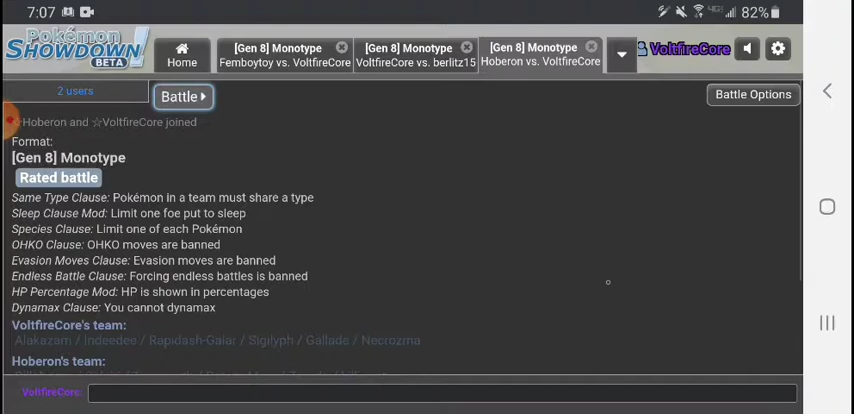 7:07
82%
Pokémon
SHOWDOWN!
BETA
Home
[Gen 8] Monotype
Femboytoy vs. VoltfireCore
[Gen 8] Monotype
VoltfireCore vs. berlitz15
[Gen 8] Monotype
Hoberon vs. VoltfireCore
VoltfireCore
2 users
Battle
Battle Options
☆Hoberon and ☆VoltfireCore joined
Format:
[Gen 8] Monotype
Rated battle
Same Type Clause: Pokémon in a team must share a type
Sleep Clause Mod: Limit one foe put to sleep
Species Clause: Limit one of each Pokémon
OHKO Clause: OHKO moves are banned
Evasion Moves Clause: Evasion moves are banned
Endless Battle Clause: Forcing endless battles is banned
HP Percentage Mod: HP is shown in percentages
Dynamax Clause: You cannot dynamax
VoltfireCore's team:
Alakazam / Indeedee / Rapidash-Galar / Sigilyph / Gallade / Necrozma
Hoberon's team:
VoltfireCore: